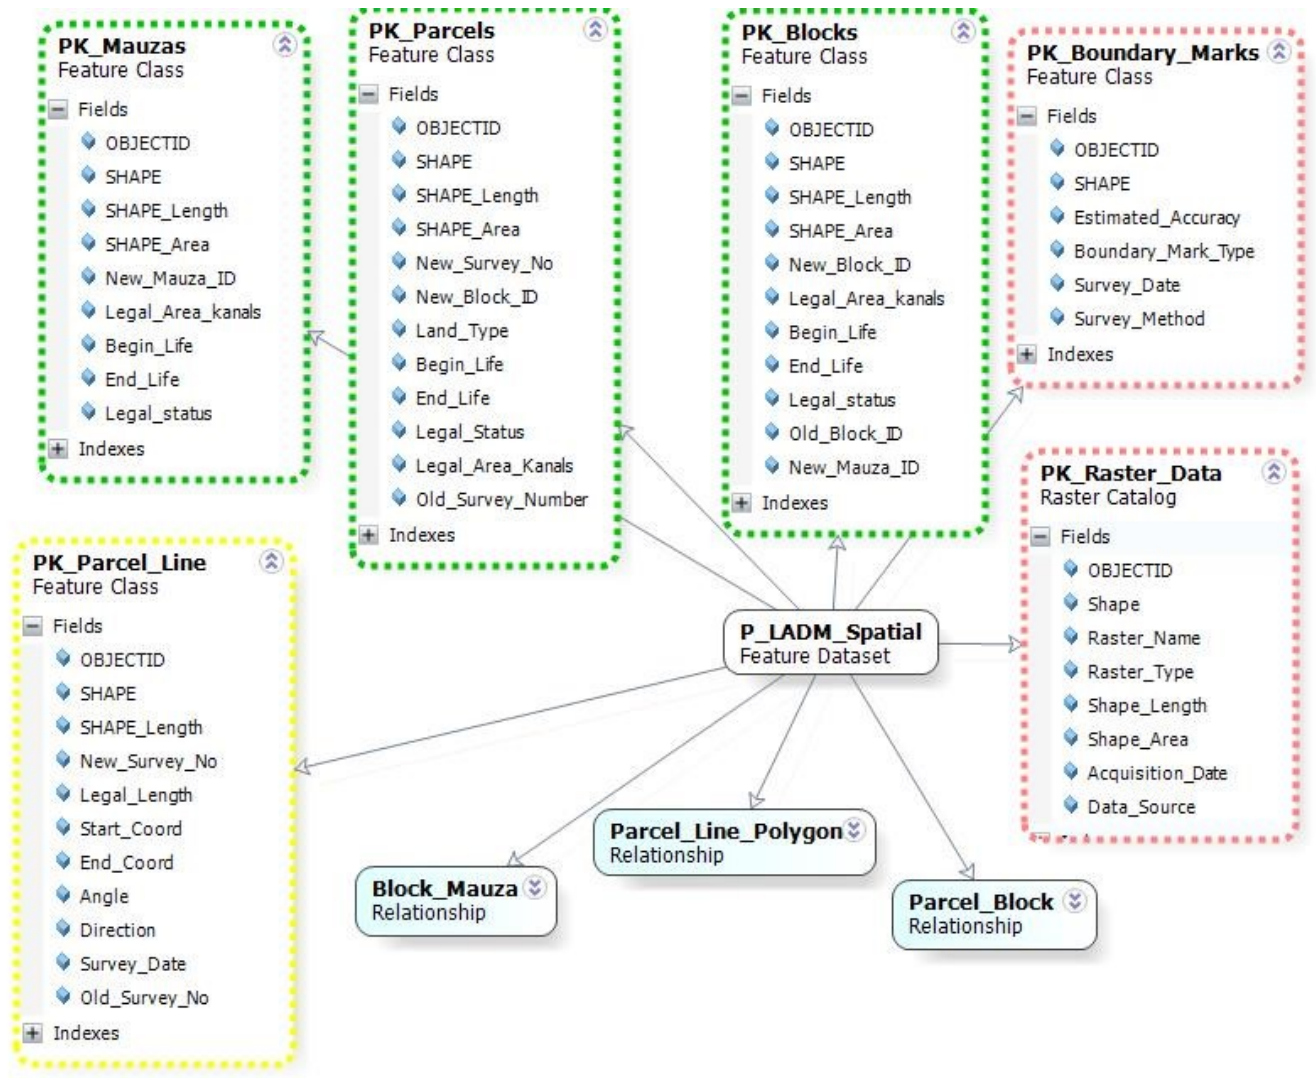 PK_Mauzas
Feature Class
Fields
OBJECTID
SHAPE
SHAPE_Length
SHAPE_Area
New_Mauza_ID
Legal_Area_kanals
Begin_Life
End_Life
Legal_status
Indexes
PK_Parcels
Feature Class
Fields
OBJECTID
SHAPE
SHAPE_Length
SHAPE_Area
New_Survey_No
New_Block_ID
Land_Type
Begin_Life
End_Life
Legal_Status
Legal_Area_Kanals
Old_Survey_Number
Indexes
PK_Blocks
Feature Class
Fields
OBJECTID
SHAPE
SHAPE_Length
SHAPE_Area
New_Block_ID
Legal_Area_kanals
Begin_Life
End_Life
Legal_status
Old_Block_ID
New_Mauza_ID
Indexes
PK_Boundary_Marks
Feature Class
Fields
OBJECTID
SHAPE
Estimated_Accuracy
Boundary_Mark_Type
Survey_Date
Survey_Method
Indexes
PK_Raster_Data
Raster Catalog
Fields
OBJECTID
Shape
Raster_Name
Raster_Type
Shape_Length
Shape_Area
Acquisition_Date
Data_Source
PK_Parcel_Line
Feature Class
Fields
OBJECTID
SHAPE
SHAPE_Length
New_Survey_No
Legal_Length
Start_Coord
End_Coord
Angle
Direction
Survey_Date
Old_Survey_No
Indexes
P_LADM_Spatial
Feature Dataset
Parcel_Line_Polygon
Relationship
Block_Mauza
Relationship
Parcel_Block
Relationship